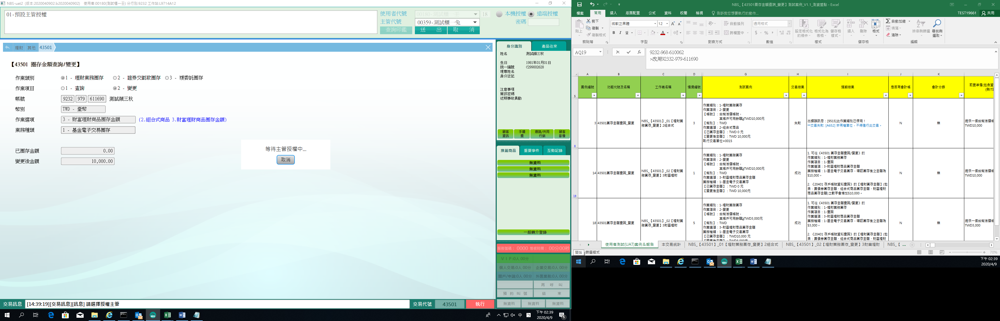 NBS-uat2 (版本:2020040902.b2020040902) 使用者:00180(測試櫃一壬) 分行別:9232 工作站:L9714A12
01-預設主管授權
使用者代號 00180-測試櫃一壬 18 本機授權 遠端授權
主管代號 00359-測試櫃一兔 密碼
查詢印鑑 送 出 取 消
理財 其他 43501
【43501 圈存金額查詢/變更】
作業類別 1 - 理財業務圈存 2 - 證券交割款圈存 3 - 複委託圈存
作業項目 1 - 查詢 2 - 變更
帳號 9232 979 611690 測試顏三秋
幣別 TWD - 臺幣
作業選項 3 - 財富理財商品圈存金額 (2.組合式商品 3.財富理財商品圈存金額)
業務種類 1 - 基金電子交易圈存
已圈存金額 0.00
變更後金額 10,000.00
等待主管授權中...
取消
身分識別 產品往來
姓名 測試顏三秋
生日 1981年01月01日
統一編號 C299002628
理專姓名
身分註記
注意事項
簡訊密碼
近期事故異動
顧客資訊 手續費 通路/共同行銷 顧客影像
推薦商品 重要事件 互動記錄
無資料
無資料
無資料
一般轉介登錄
服務號碼： 0000 等候時間： 00分00秒
ＶＩＰ:0人 00分
個人交易:0人 00分 企業交易:0人 00分
開戶/申請:0人 00分 外匯業務:0人 00分
再 呼 叫
預 約 叫 號 結 束
無資料 無資料 無資料
交易訊息 [14:39:19][交易訊息][訊息] 請選擇授權主管 交易代號 43501 執行
中 下午 02:39
2020/4/9
6
NBS_【43501圈存金額查詢_變更】測試案例_V1.1_測資盤點 - Excel
檔案 常用 插入 版面配置 公式 資料 校閱 檢視 告訴我您想要執行的動作... TEST19661 共用
貼上 剪下 複製 複製格式 剪貼簿
微軟正黑體 12 B I U 字型
自動換列 跨欄置中 對齊方式
通用格式 $ % 數值
設定格式化的條件 格式化為表格 儲存格樣式 樣式
插入 刪除 格式 儲存格
自動加總 填滿 清除 排序與篩選 尋找與選取 編輯
AQ19 9232-968-610062
>改用92332-979-611690
A B C D G H I J K
5 案例編號 功能代號及名稱 工作表名稱 情境編號 測試案例 交易結果 預期結果 是否有會計帳 會計分錄
8
3 43501圈存金額查詢_變更
NBS_【43501】_01【理財業務圈存_變更】2組合式
3
作業類別：1-理財業務圈存
作業項目：2-變更
【帳號】：台幣活儲帳號，
其帳戶可用餘額≧TWD10,000元
【幣別】：TWD
作業選項：2-組合式商品
【已圈存金額】：TWD 0 元
【變更後金額】：TWD 10,000元
執行交易單位=0015
失敗
出錯誤訊息：[9515]此作業類別已停用！
**交易失敗: [A652] 非有權單位，不得進行此交易。
N
無
提供一個台幣活儲帳
TWD10,000
19
14 43501圈存金額查詢_變更
NBS_【43501】_02【理財業務圈存_變更】3財富理財
1
作業類別：1-理財業務圈存
作業項目：2-變更
【帳號】：台幣活儲帳號，
其帳戶可用餘額≧TWD10,000元
【幣別】：TWD
作業選項：3-財富理財商品圈存金額
業務種類：1-基金電子交易圈存
【已圈存金額】：TWD 0 元
【變更後金額】：TWD 10,000元
成功
1. 可從《43501 圈存金額查詢/變更》的
作業類別：1-理財業務圈存
作業項目：1-查詢
作業選項：3-財富理財商品圈存金額
業務種類：1-基金電子交易圈存，確認圈存後之金額為
$10,000。
2. 《20401 存戶帳號資料查詢》的【理財圈存金額】(包
含：票債券圈存金額、組合式商品圈存金額、財富理財
商品圈存金額)之數字會增加$10,000。
N
無
提供一個台幣活儲帳
TWD10,000
18 43501圈存金額查詢_變更
NBS_【43501】_02【理財業務圈存_變更】3財富理財
5
作業類別：1-理財業務圈存
作業項目：2-變更
【帳號】：台幣活儲帳號，
其帳戶可用餘額≧TWD3,000元
【幣別】：TWD
作業選項：3-財富理財商品圈存金額
業務種類：1-基金電子交易圈存
【已圈存金額】：TWD10,000 元
成功
1. 可從《43501 圈存金額查詢/變更》的
作業類別：1-理財業務圈存
作業項目：1-查詢
作業選項：3-財富理財商品圈存金額
業務種類：1-基金電子交易圈存，確認圈存後之金額為
$3,000。
2. 《20401 存戶帳號資料查詢》的【理財圈存金額】(包
含：票債券圈存金額、組合式商品圈存金額、財富理財
N
無
提供一個台幣活儲帳
TWD3,000
使用者測試(UAT)案例＆報告 本交易統計 NBS_【43501】_01【理財業務圈存_變更】2組合式 NBS_【43501】_02【理財業務圈存_變更】3財富理財 NBS_【 ...
開始 篩選模式 70%
下午 02:39
2020/4/9